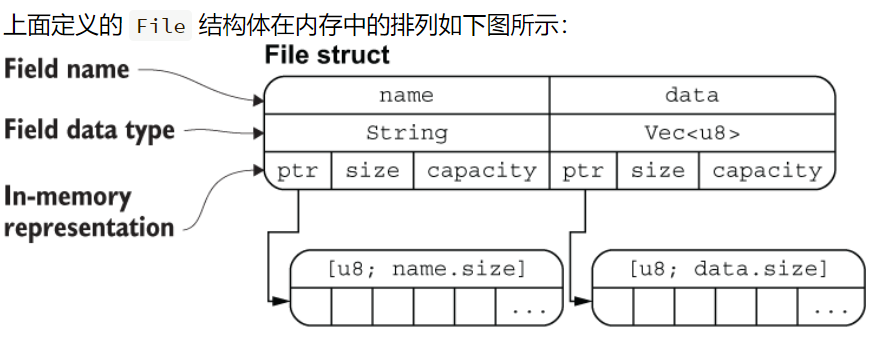 上面定义的 File 结构体在内存中的排列如下图所示：
File struct
Field name
name data
Field data type
String Vec<u8>
ptr size capacity ptr size capacity
In-memory
representation
[u8; name.size] [u8; data.size]
... ...